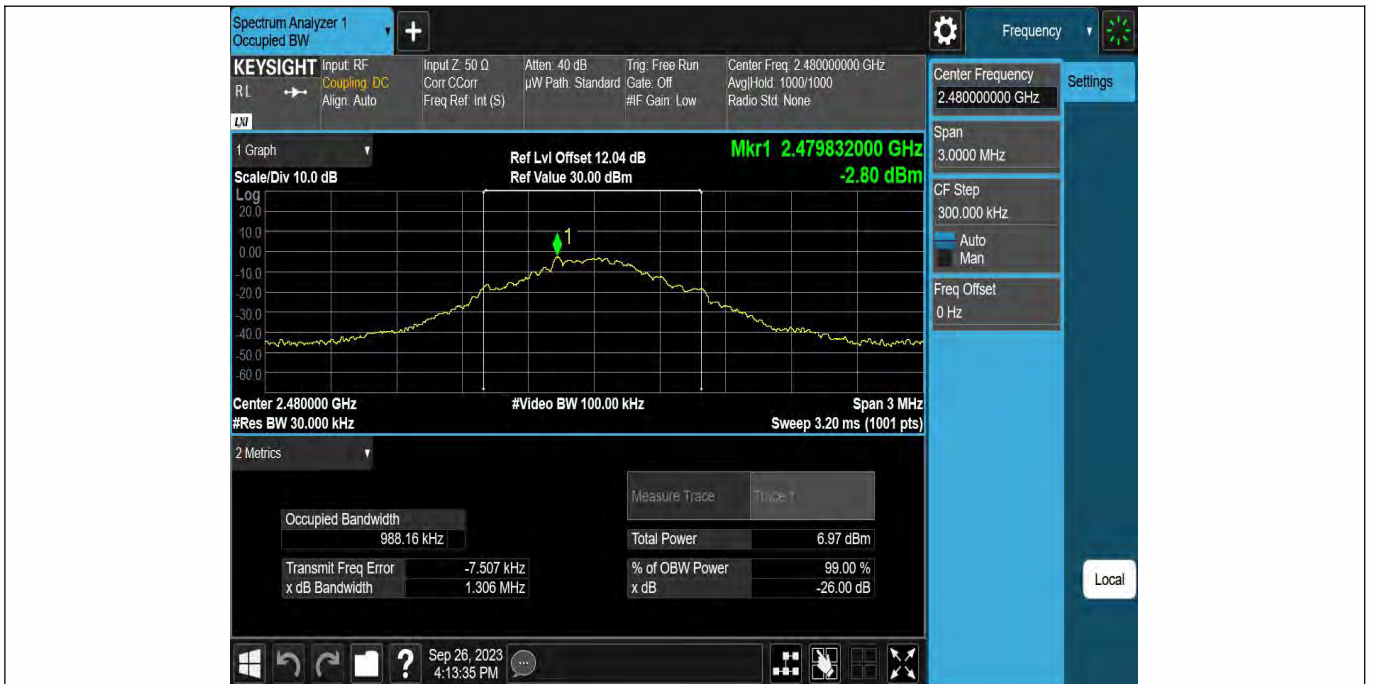 Spectrum Analyzer 1
Occupied BW
+
Frequency
KEYSIGHT
R L
LXI
Input: RF
Coupling: DC
Align: Auto
Input Z: 50 Ω
Corr CCorr
Freq Ref: Int (S)
Atten: 40 dB
µW Path: Standard
Trig: Free Run
Gate: Off
#IF Gain: Low
Center Freq: 2.480000000 GHz
Avg|Hold: 1000/1000
Radio Std: None
Center Frequency
2.480000000 GHz
Settings
Span
3.0000 MHz
CF Step
300.000 kHz
Auto
Man
Freq Offset
0 Hz
Local
1 Graph
Scale/Div 10.0 dB
Ref Lvl Offset 12.04 dB
Ref Value 30.00 dBm
Mkr1 2.479832000 GHz
-2.80 dBm
Log
20.0
10.0
0.00
-10.0
-20.0
-30.0
-40.0
-50.0
-60.0
1
Center 2.480000 GHz
#Video BW 100.00 kHz
Span 3 MHz
#Res BW 30.000 kHz
Sweep 3.20 ms (1001 pts)
2 Metrics
Measure Trace
Trace 1
Occupied Bandwidth
988.16 kHz
Total Power
6.97 dBm
Transmit Freq Error
-7.507 kHz
% of OBW Power
99.00 %
x dB Bandwidth
1.306 MHz
x dB
-26.00 dB
?
Sep 26, 2023
4:13:35 PM